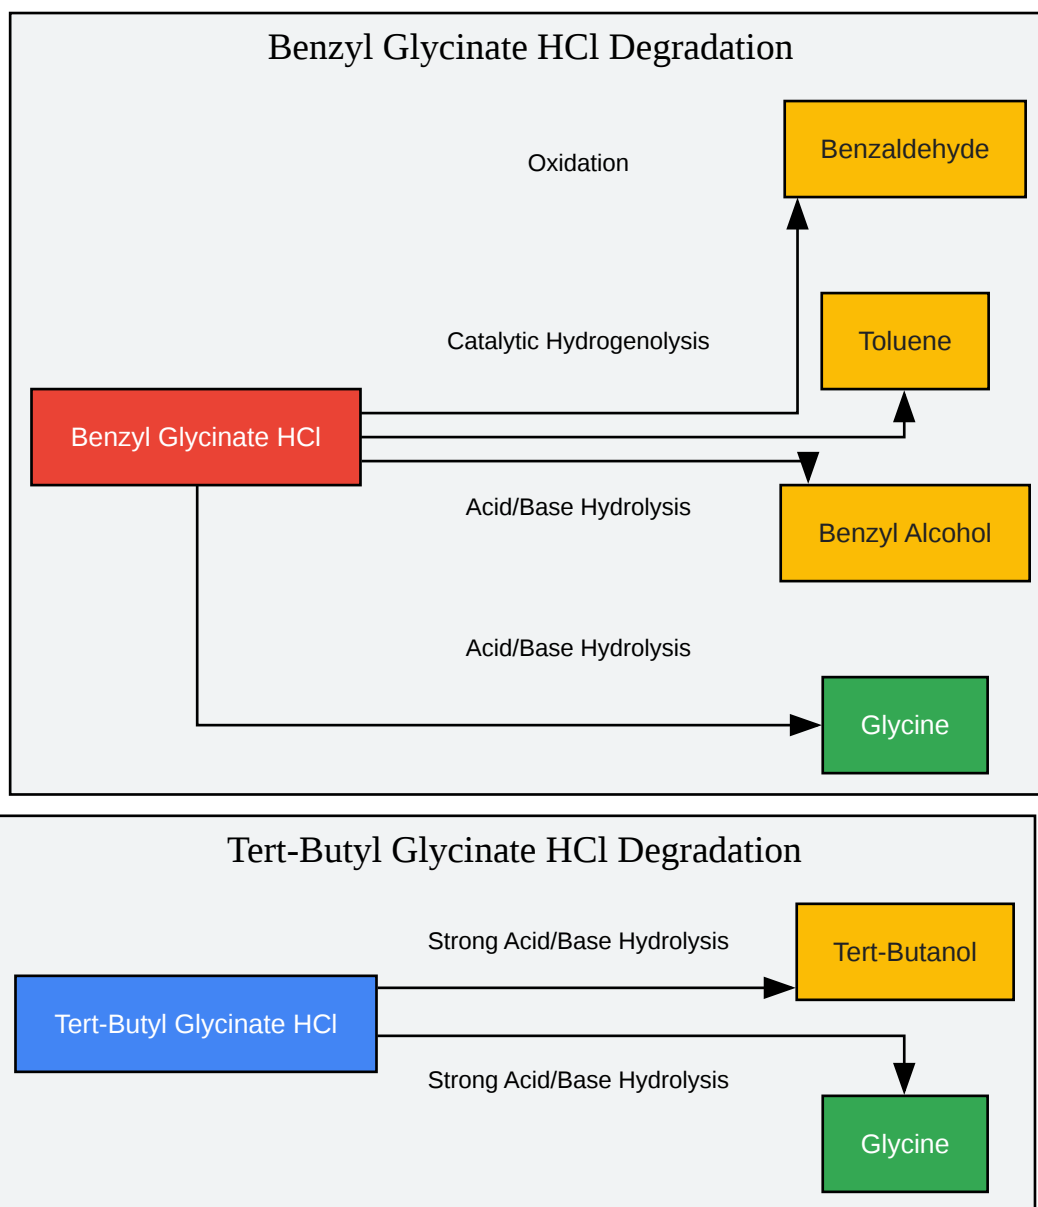 Benzyl Glycinate HCl Degradation
Oxidation
Benzaldehyde
Catalytic Hydrogenolysis
Toluene
Benzyl Glycinate HCl
Acid/Base Hydrolysis
Benzyl Alcohol
Acid/Base Hydrolysis
Glycine
Tert-Butyl Glycinate HCl Degradation
Strong Acid/Base Hydrolysis
Tert-Butanol
Tert-Butyl Glycinate HCl
Strong Acid/Base Hydrolysis
Glycine